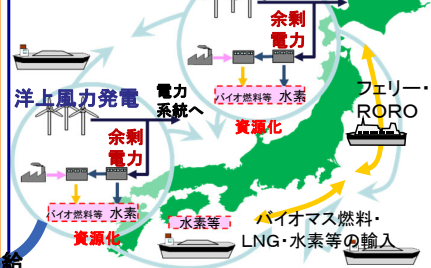 余剰
電力
バイオ燃料等 水素
資源化
洋上風力発電
電力
系統へ
フェリー・
RORO
余剰
電力
バイオ燃料等 水素
資源化
水素等
バイオマス燃料・
LNG・水素等の輸入
給